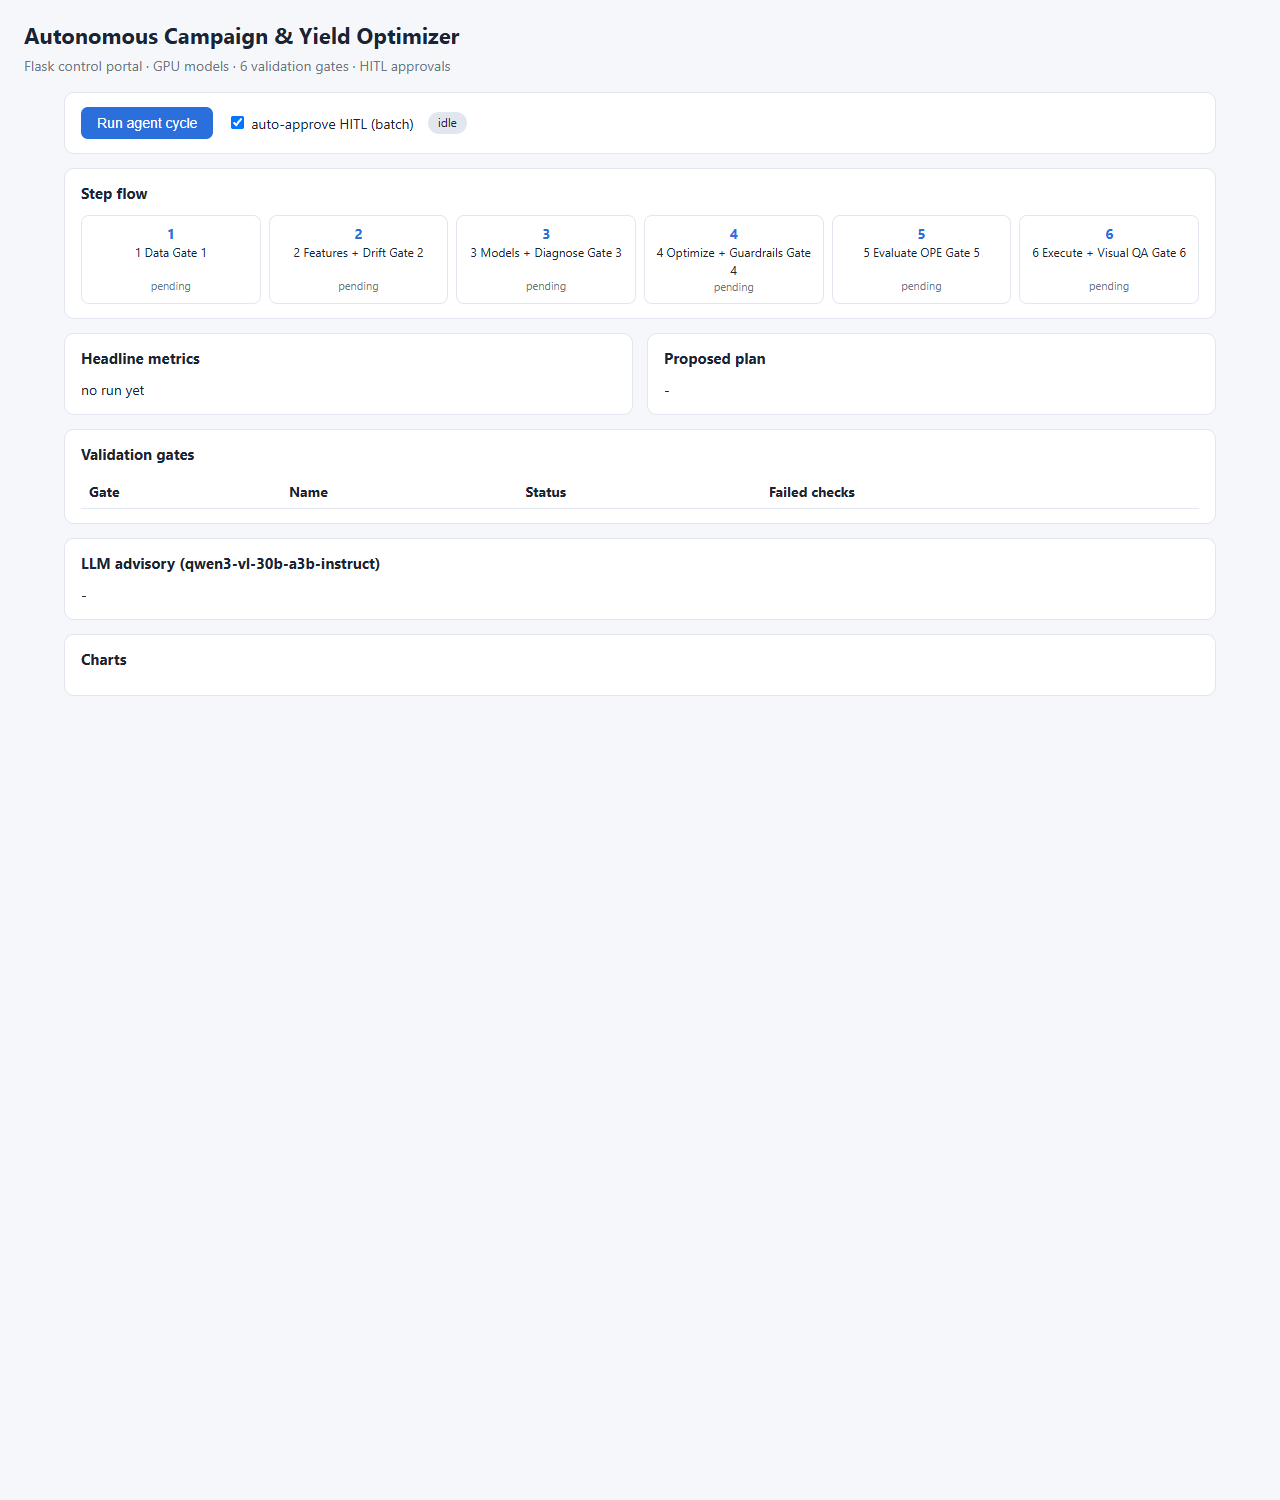 Autonomous Campaign & Yield Optimizer
Flask control portal · GPU models · 6 validation gates · HITL approvals
Run agent cycle auto-approve HITL (batch) idle
Step flow
1
1 Data Gate 1
pending
2
2 Features + Drift Gate 2
pending
3
3 Models + Diagnose Gate 3
pending
4
4 Optimize + Guardrails Gate
4
pending
5
5 Evaluate OPE Gate 5
pending
6
6 Execute + Visual QA Gate 6
pending
Headline metrics
no run yet
Proposed plan
-
Validation gates
Gate Name Status Failed checks
LLM advisory (qwen3-vl-30b-a3b-instruct)
-
Charts